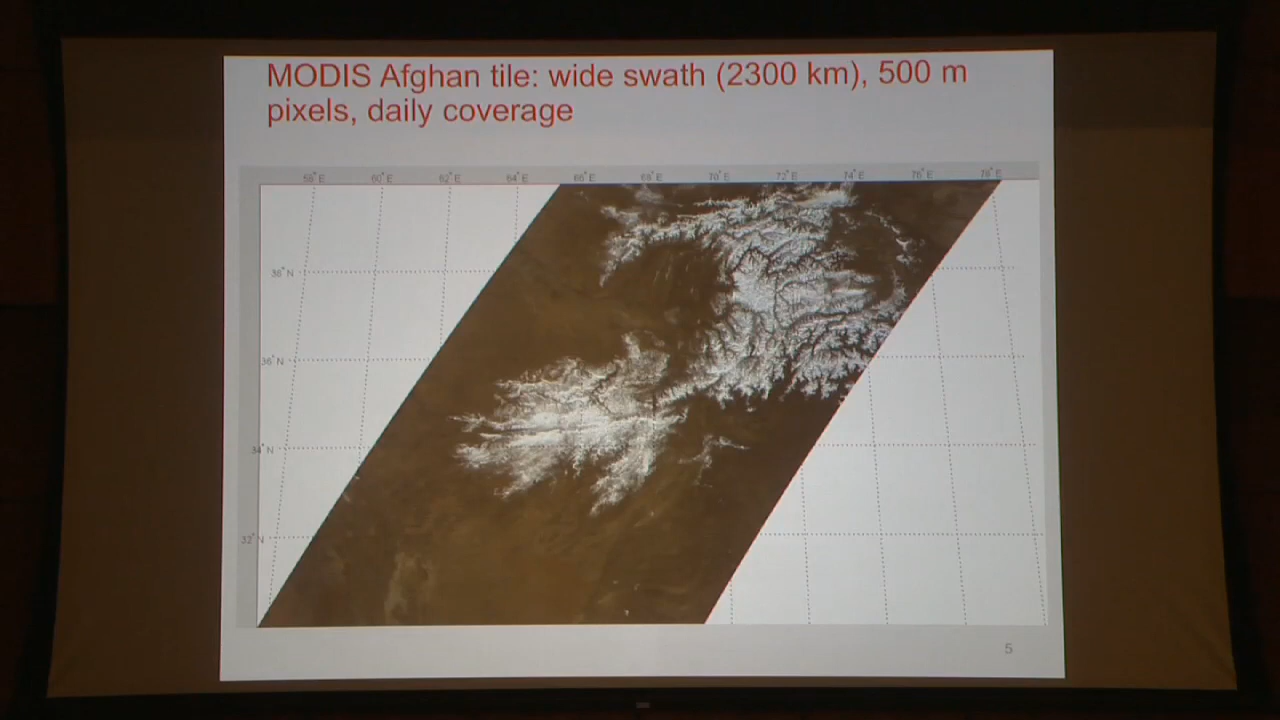 MODIS Afghan tile: wide swath (2300 km), 500 m
pixels, daily coverage
58° E 60° E 62° E 64° E 66° E 68° E 70° E 72° E 74° E 76° E 78° E
38° N
36° N
34° N
32° N
5